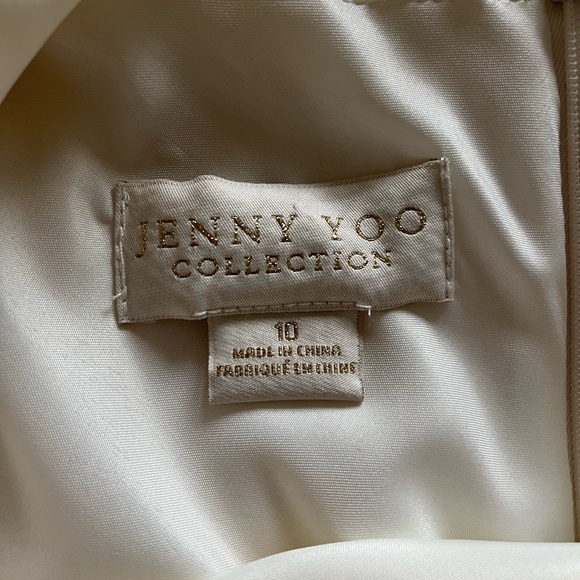 JENNY YOO
COLLECTION
10
MADE IN CHINA
FABRIQUÉ EN CHINE